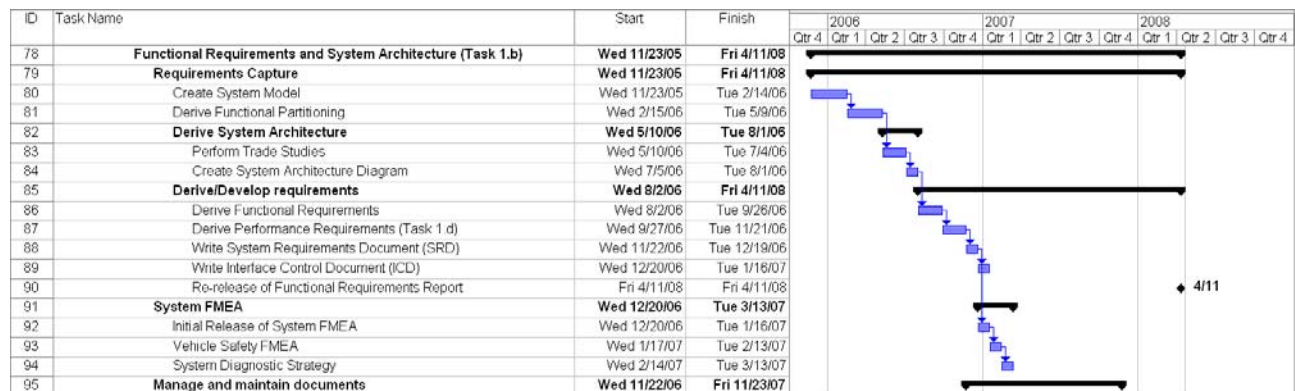 ID Task Name Start Finish 2006 2007 2008
Qtr 4 Qtr 1 Qtr 2 Qtr 3 Qtr 4 Qtr 1 Qtr 2 Qtr 3 Qtr 4 Qtr 1 Qtr 2 Qtr 3 Qtr 4
78 Functional Requirements and System Architecture (Task 1.b) Wed 11/23/05 Fri 4/11/08
79 Requirements Capture Wed 11/23/05 Fri 4/11/08
80 Create System Model Wed 11/23/05 Tue 2/14/06
81 Derive Functional Partitioning Wed 2/15/06 Tue 5/9/06
82 Derive System Architecture Wed 5/10/06 Tue 8/1/06
83 Perform Trade Studies Wed 5/10/06 Tue 7/4/06
84 Create System Architecture Diagram Wed 7/5/06 Tue 8/1/06
85 Derive/Develop requirements Wed 8/2/06 Fri 4/11/08
86 Derive Functional Requirements Wed 8/2/06 Tue 9/26/06
87 Derive Performance Requirements (Task 1.d) Wed 9/27/06 Tue 11/21/06
88 Write System Requirements Document (SRD) Wed 11/22/06 Tue 12/19/06
89 Write Interface Control Document (ICD) Wed 12/20/06 Tue 1/16/07
90 Re-release of Functional Requirements Report Fri 4/11/08 Fri 4/11/08 4/11
91 System FMEA Wed 12/20/06 Tue 3/13/07
92 Initial Release of System FMEA Wed 12/20/06 Tue 1/16/07
93 Vehicle Safety FMEA Wed 1/17/07 Tue 2/13/07
94 System Diagnostic Strategy Wed 2/14/07 Tue 3/13/07
95 Manage and maintain documents Wed 11/22/06 Fri 11/23/07